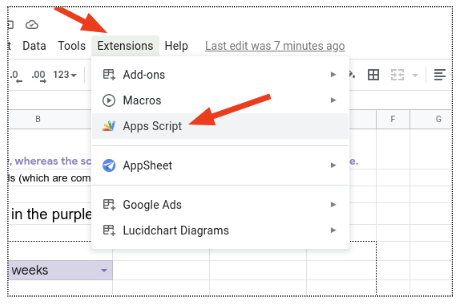 Data Tools Extensions Help Last edit was 7 minutes ago
.0 .00 123
Add-ons
B F G
Macros
Apps Script
whereas the sc e.
AppSheet
ls (which are com
Google Ads
in the purple
Lucidchart Diagrams
weeks